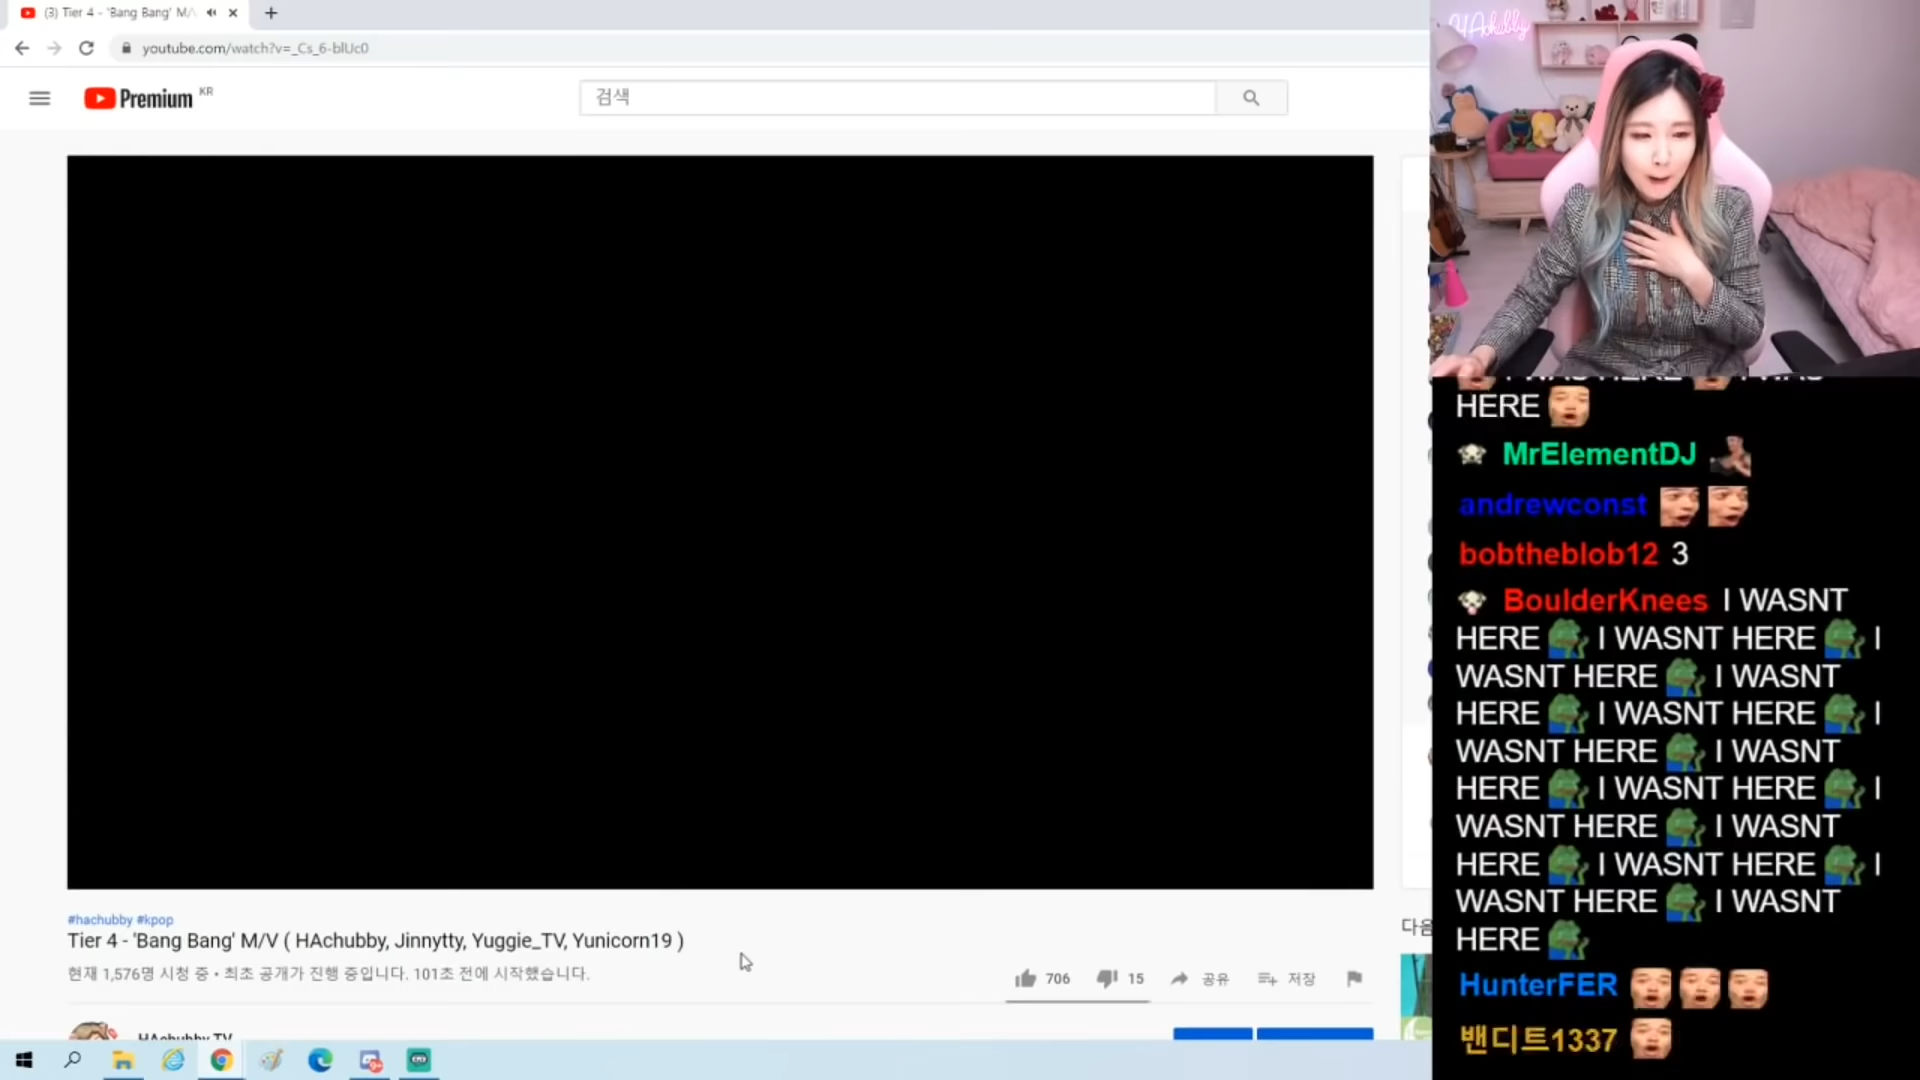 (3) Tier 4 - 'Bang Bang' M/V
youtube.com/watch?v=_Cs_6-blUc0
Premium KR
검색
#hachubby #kpop
Tier 4 - 'Bang Bang' M/V ( HAchubby, Jinnytty, Yuggie_TV, Yunicorn19 )
현재 1,576명 시청 중 • 최초 공개가 진행 중입니다. 101초 전에 시작했습니다.
706
15
공유
저장
HAchubby TV
다음
HAchubby
I WAS HERE I WAS
HERE
MrElementDJ
andrewconst
bobtheblob12 3
BoulderKnees I WASNT
HERE I WASNT HERE I
WASNT HERE I WASNT
HERE I WASNT HERE I
WASNT HERE I WASNT
HERE I WASNT HERE I
WASNT HERE I WASNT
HERE I WASNT HERE I
WASNT HERE I WASNT
HERE
HunterFER
밴디트1337